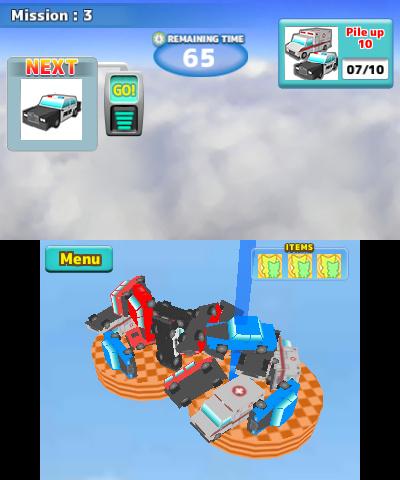 Mission : 3
REMAINING TIME
65
Pile up
10
07/10
NEXT
GO!
Menu
ITEMS